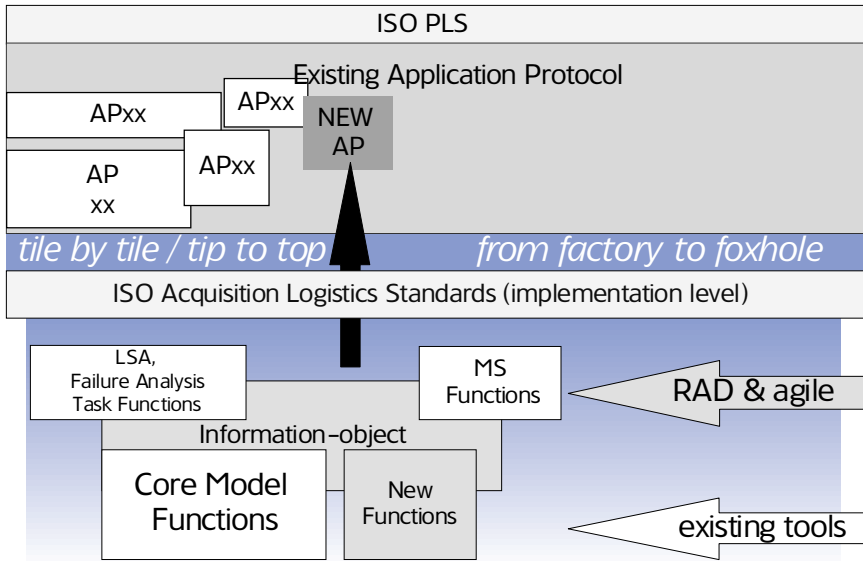 ISO PLS
Existing Application Protocol
APxx
APxx
NEW
AP
AP
xx
APxx
tile by tile / tip to top
from factory to foxhole
ISO Acquisition Logistics Standards (implementation level)
LSA,
Failure Analysis
Task Functions
MS
Functions
RAD & agile
Information-object
Core Model
Functions
New
Functions
existing tools